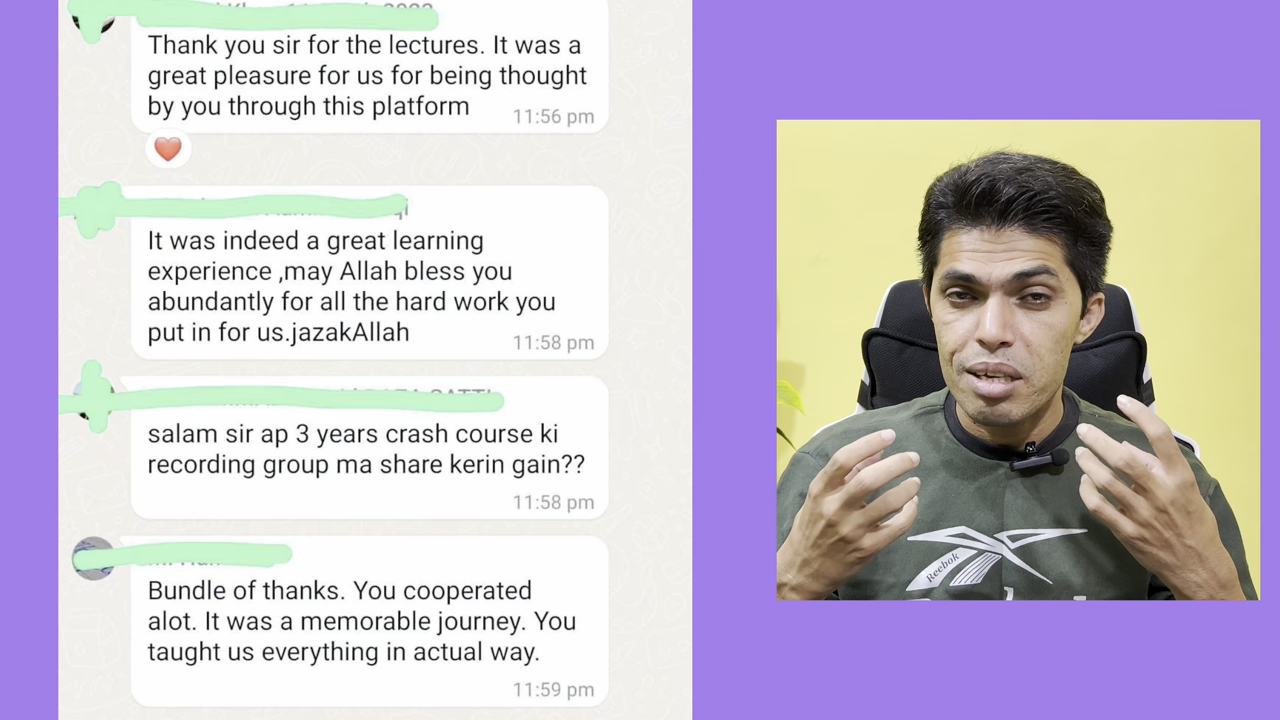 Thank you sir for the lectures. It was a
great pleasure for us for being thought
by you through this platform
11:56 pm
It was indeed a great learning
experience ,may Allah bless you
abundantly for all the hard work you
put in for us.jazakAllah
11:58 pm
salam sir ap 3 years crash course ki
recording group ma share kerin gain??
11:58 pm
Bundle of thanks. You cooperated
alot. It was a memorable journey. You
taught us everything in actual way.
11:59 pm
Reebok